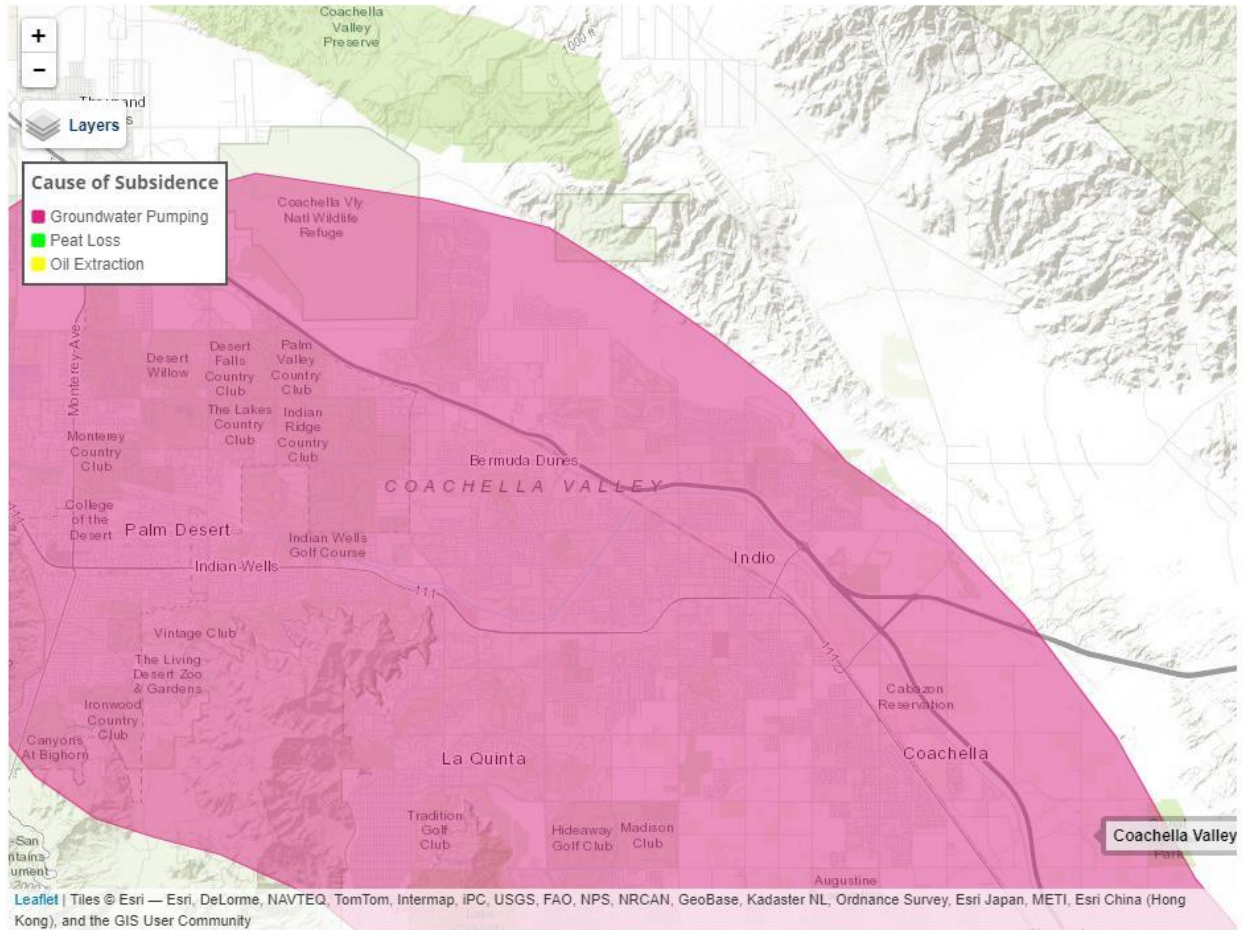 Coachella
Valley
Preserve
1000 ft
+
−
Layers
Cause of Subsidence
Groundwater Pumping
Peat Loss
Oil Extraction
Coachella Vly
Natl Wildlife
Refuge
Monterey-Ave
Desert
Willow
Desert
Falls
Country
Club
Palm
Valley
Country
Club
The Lakes
Country
Club
Indian
Ridge
Country
Club
Monterey
Country
Club
Bermuda Dunes
COACHELLA VALLEY
College
of the
Desert
111
Palm Desert
Indian Wells
Golf Course
Indian-Wells
Indio
111
111
Vintage Club
The Living
Desert Zoo
& Gardens
Ironwood
Country
Club
Canyons
At Bighorn
Cabazon
Reservation
La Quinta
Coachella
Tradition
Golf
Club
Hideaway
Golf Club
Madison
Club
Coachella Valley
Park
San
Augustine
Leaflet | Tiles © Esri — Esri, DeLorme, NAVTEQ, TomTom, Intermap, iPC, USGS, FAO, NPS, NRCAN, GeoBase, Kadaster NL, Ordnance Survey, Esri Japan, METI, Esri China (Hong
Kong), and the GIS User Community